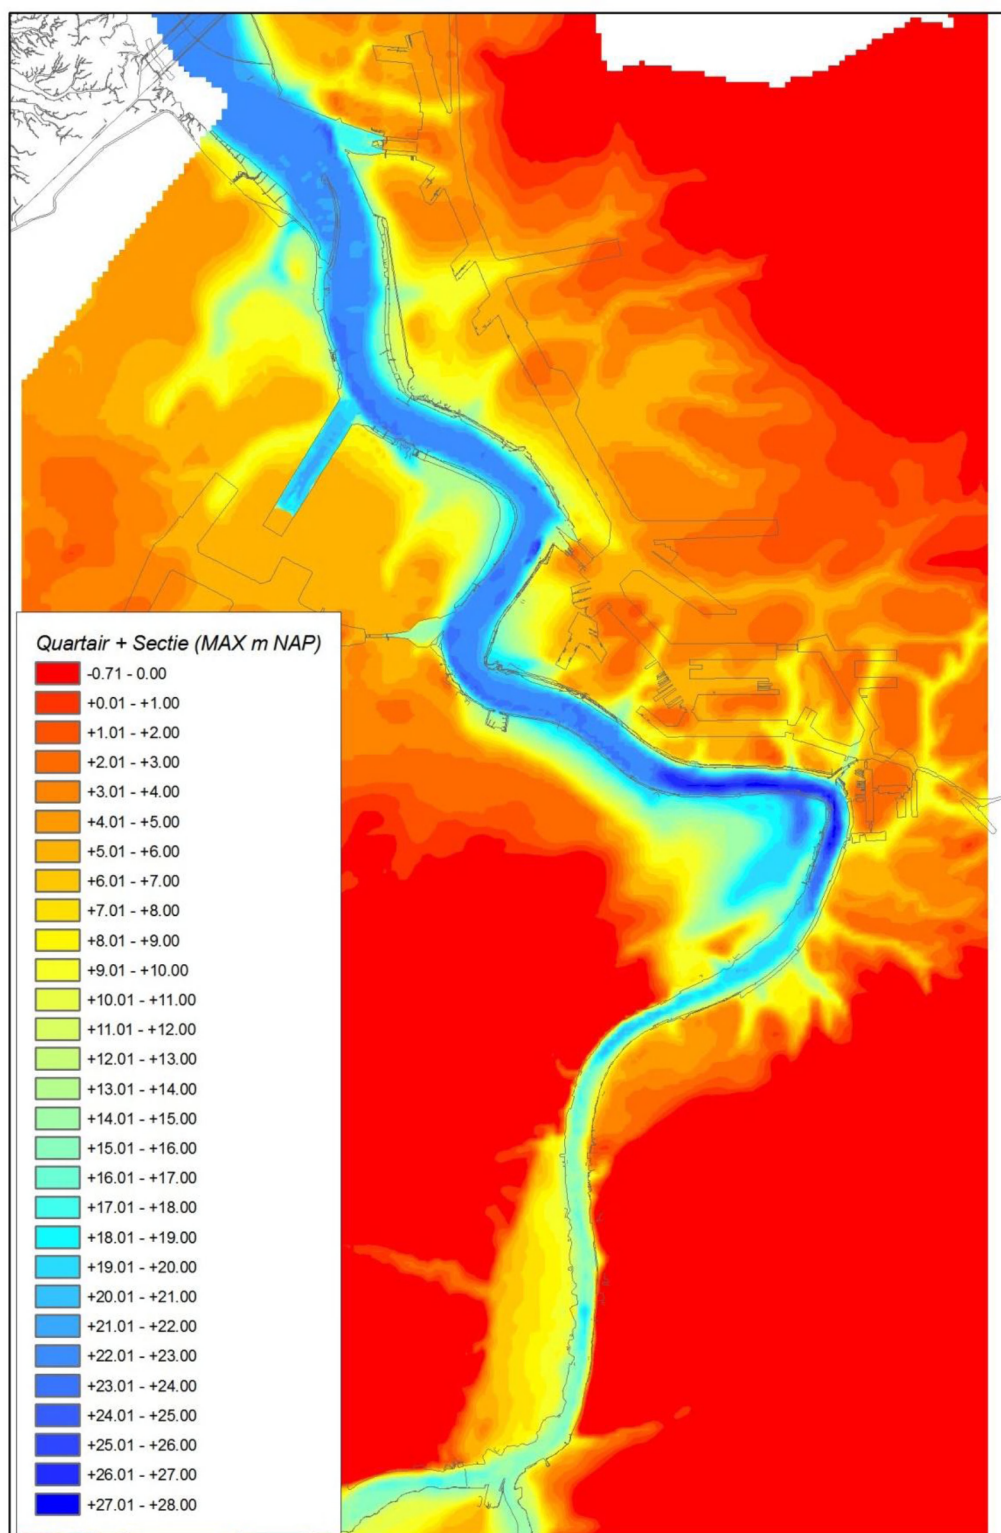 Quartair + Sectie (MAX m NAP)
-0.71 - 0.00
+0.01 - +1.00
+1.01 - +2.00
+2.01 - +3.00
+3.01 - +4.00
+4.01 - +5.00
+5.01 - +6.00
+6.01 - +7.00
+7.01 - +8.00
+8.01 - +9.00
+9.01 - +10.00
+10.01 - +11.00
+11.01 - +12.00
+12.01 - +13.00
+13.01 - +14.00
+14.01 - +15.00
+15.01 - +16.00
+16.01 - +17.00
+17.01 - +18.00
+18.01 - +19.00
+19.01 - +20.00
+20.01 - +21.00
+21.01 - +22.00
+22.01 - +23.00
+23.01 - +24.00
+24.01 - +25.00
+25.01 - +26.00
+26.01 - +27.00
+27.01 - +28.00